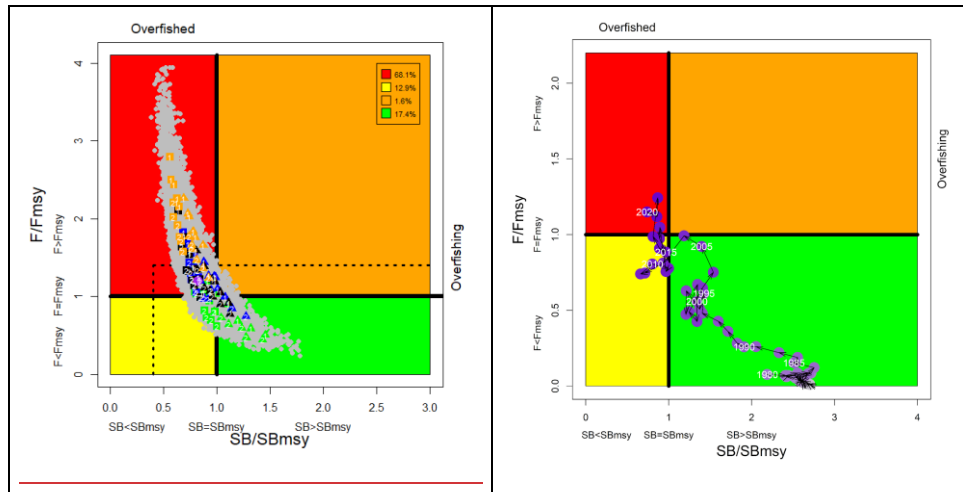 Overfished
4
3
2
1
0
F/Fmsy
F<Fmsy
F=Fmsy
F>Fmsy
68.1%
12.9%
1.6%
17.4%
Overfishing
0.0
0.5
1.0
1.5
2.0
2.5
3.0
SB<SBmsy
SB=SBmsy
SB>SBmsy
SB/SBmsy
Overfished
2.0
1.5
1.0
0.5
0.0
F/Fmsy
F<Fmsy
F=Fmsy
F>Fmsy
Overfishing
2020
2015
2010
2005
1995
2000
1990
1985
1980
0
1
2
3
4
SB<SBmsy
SB=SBmsy
SB>SBmsy
SB/SBmsy